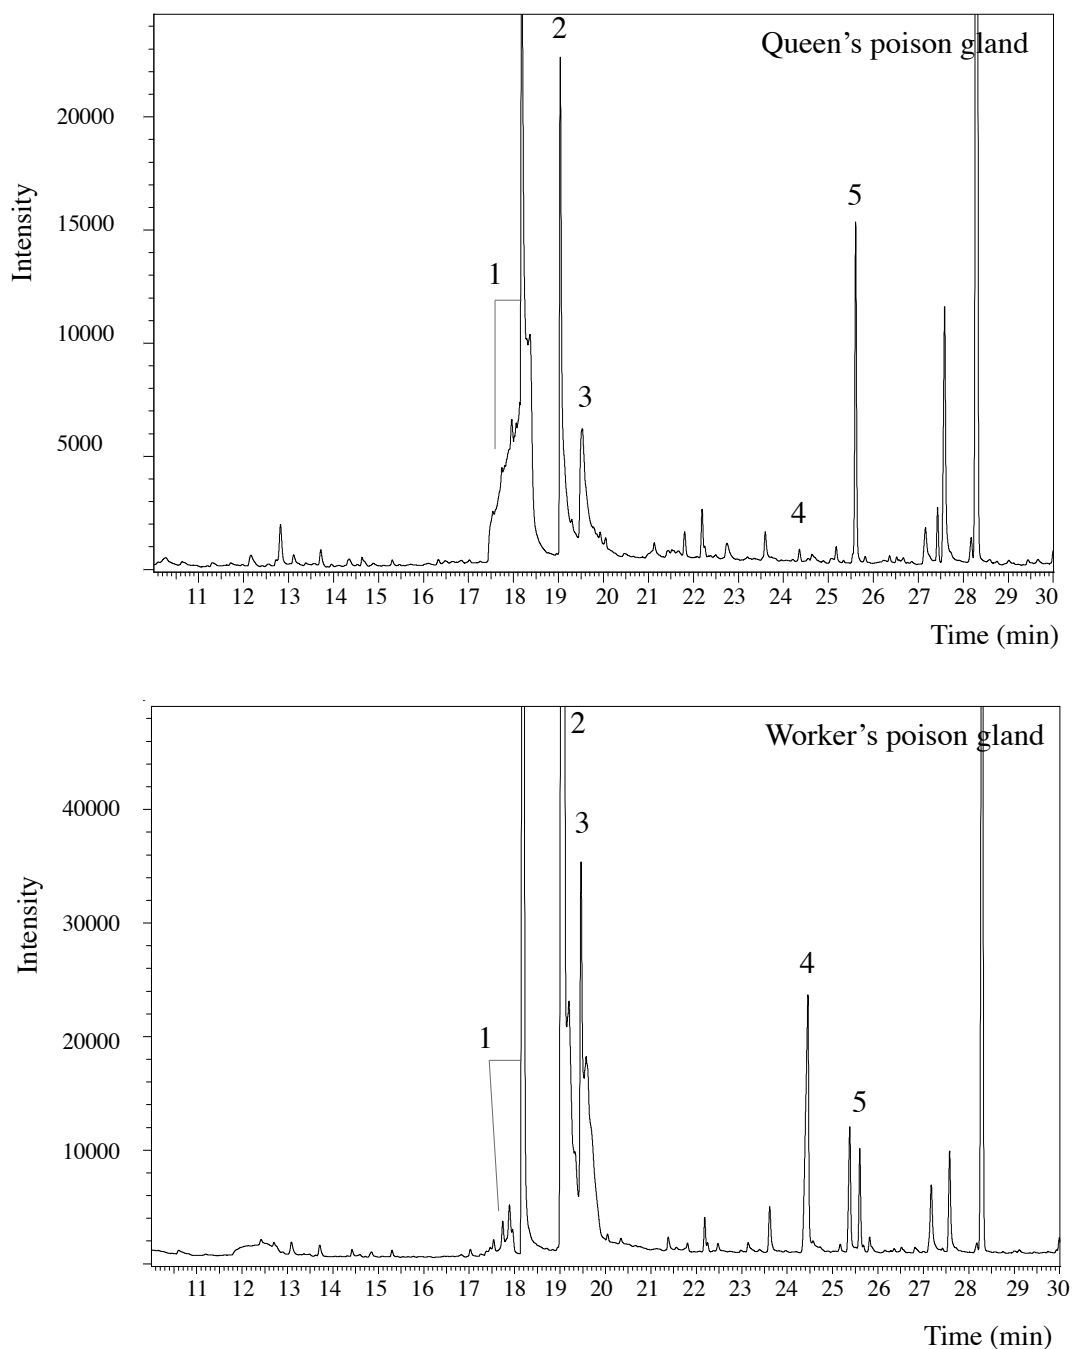 2
Queen’s poison gland
20000
5
15000
Intensity
1
10000
3
5000
4
11 12 13 14 15 16 17 18 19 20 21 22 23 24 25 26 27 28 29 30
Time (min)
2
Worker’s poison gland
40000
3
30000
Intensity
4
20000
1
5
10000
11 12 13 14 15 16 17 18 19 20 21 22 23 24 25 26 27 28 29 30
Time (min)